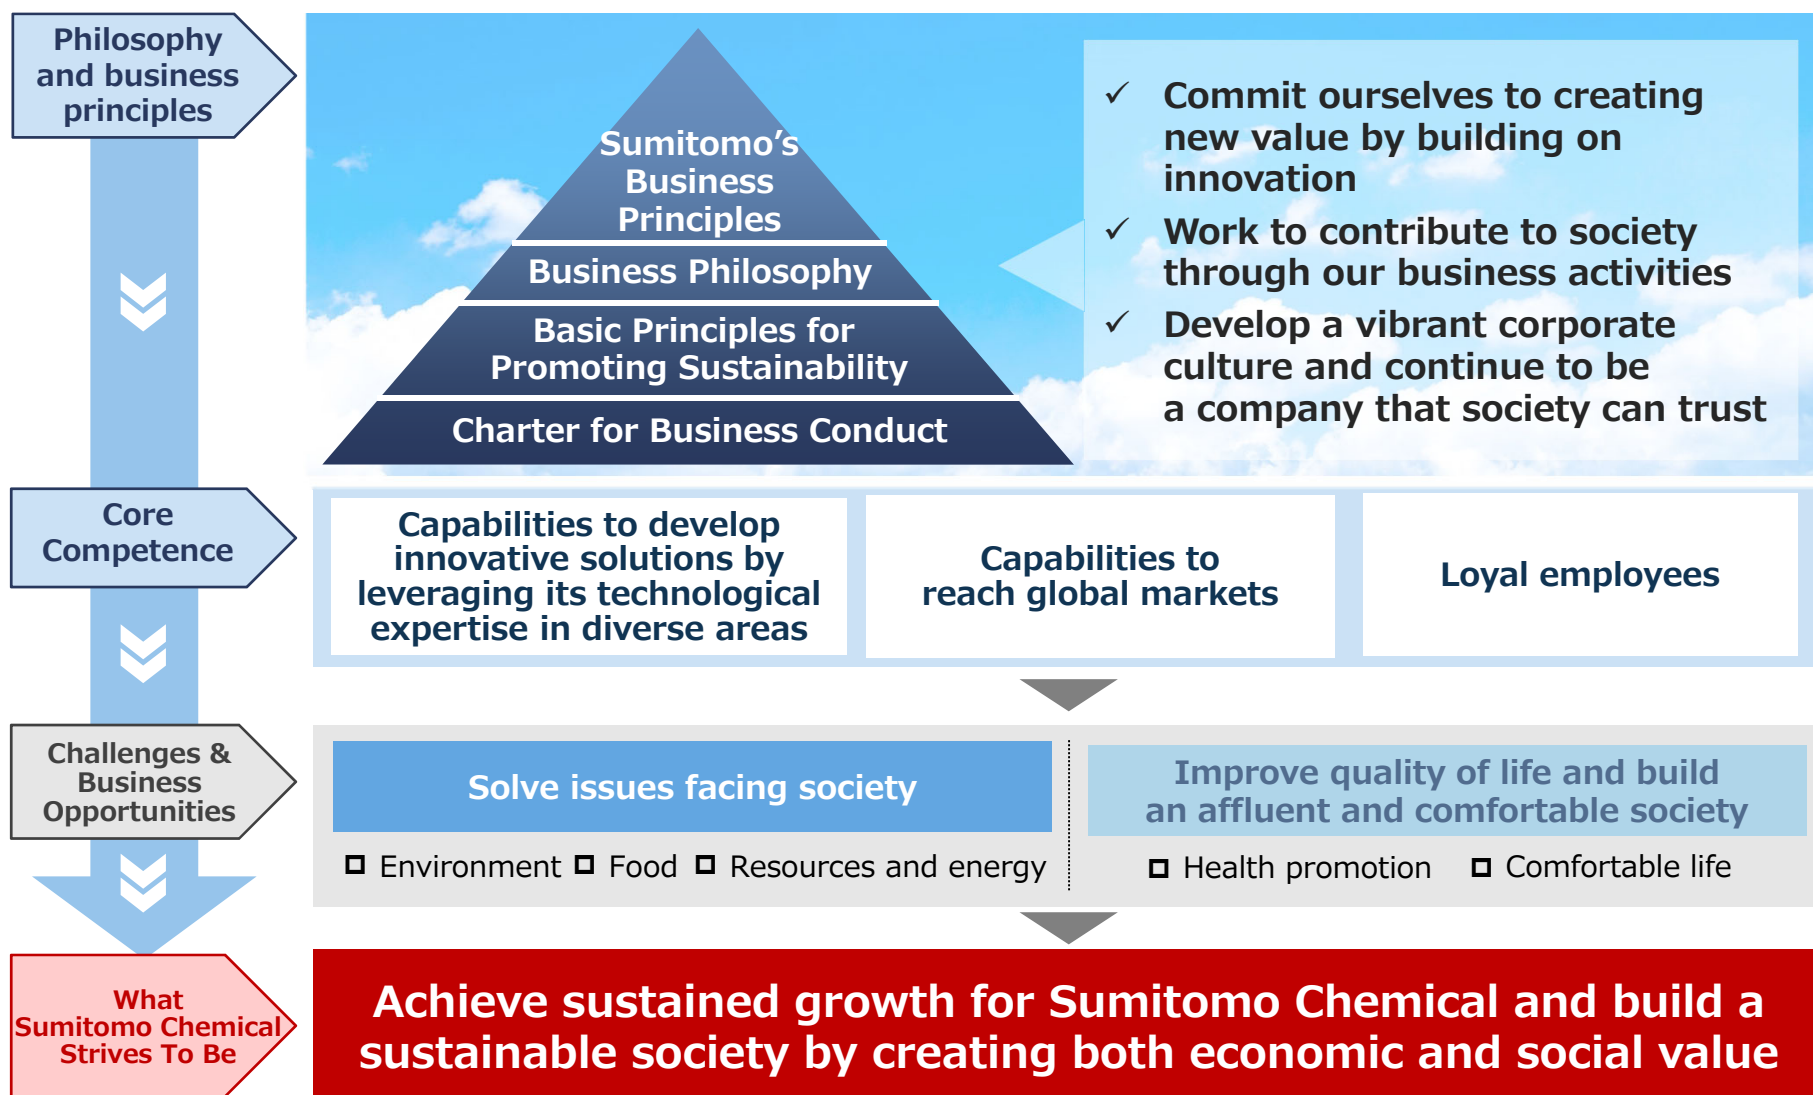 Philosophy
and business
principles
Sumitomo’s
Business
Principles
Business Philosophy
Basic Principles for
Promoting Sustainability
Charter for Business Conduct
✓ Commit ourselves to creating
new value by building on
innovation
✓ Work to contribute to society
through our business activities
✓ Develop a vibrant corporate
culture and continue to be
a company that society can trust
Core
Competence
Capabilities to develop
innovative solutions by
leveraging its technological
expertise in diverse areas
Capabilities to
reach global markets
Loyal employees
Challenges &
Business
Opportunities
Solve issues facing society
Environment Food Resources and energy
Improve quality of life and build
an affluent and comfortable society
Health promotion Comfortable life
What
Sumitomo Chemical
Strives To Be
Achieve sustained growth for Sumitomo Chemical and build a
sustainable society by creating both economic and social value